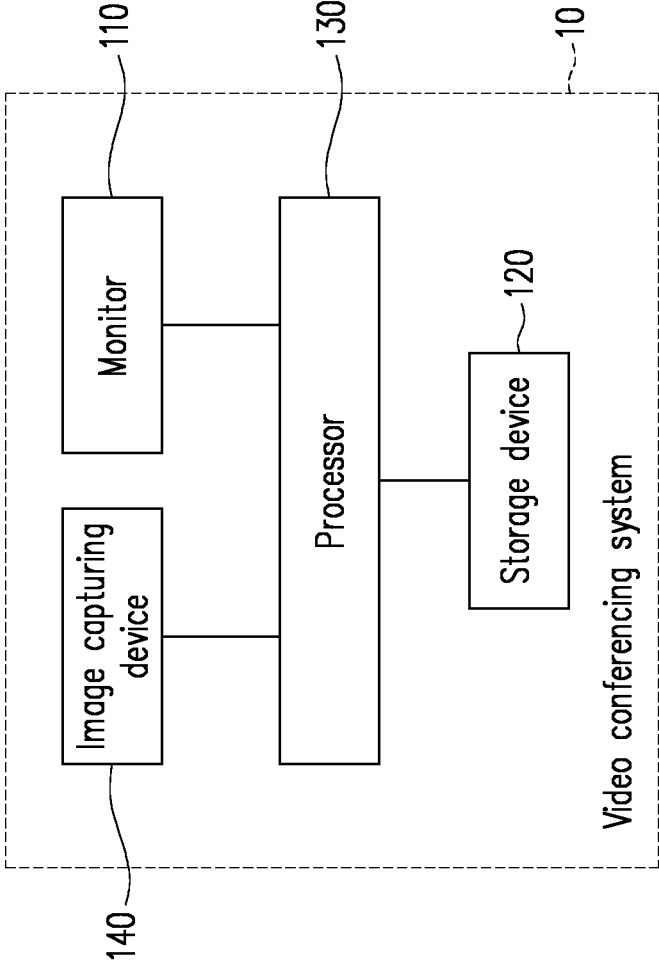 140
Image capturing
device
Monitor
110
Processor
130
Storage device
120
Video conferencing system
10